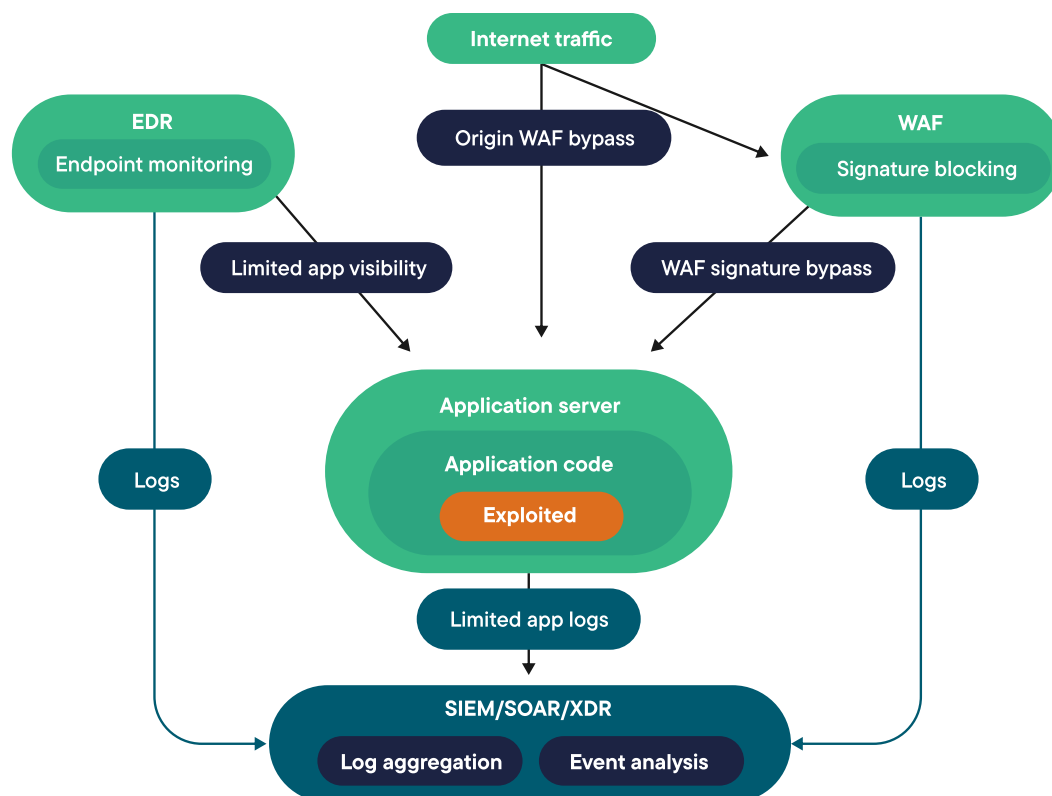 Internet traffic
EDR
Endpoint monitoring
Origin WAF bypass
WAF
Signature blocking
Limited app visibility
WAF signature bypass
Application server
Application code
Exploited
Logs
Logs
Limited app logs
SIEM/SOAR/XDR
Log aggregation
Event analysis